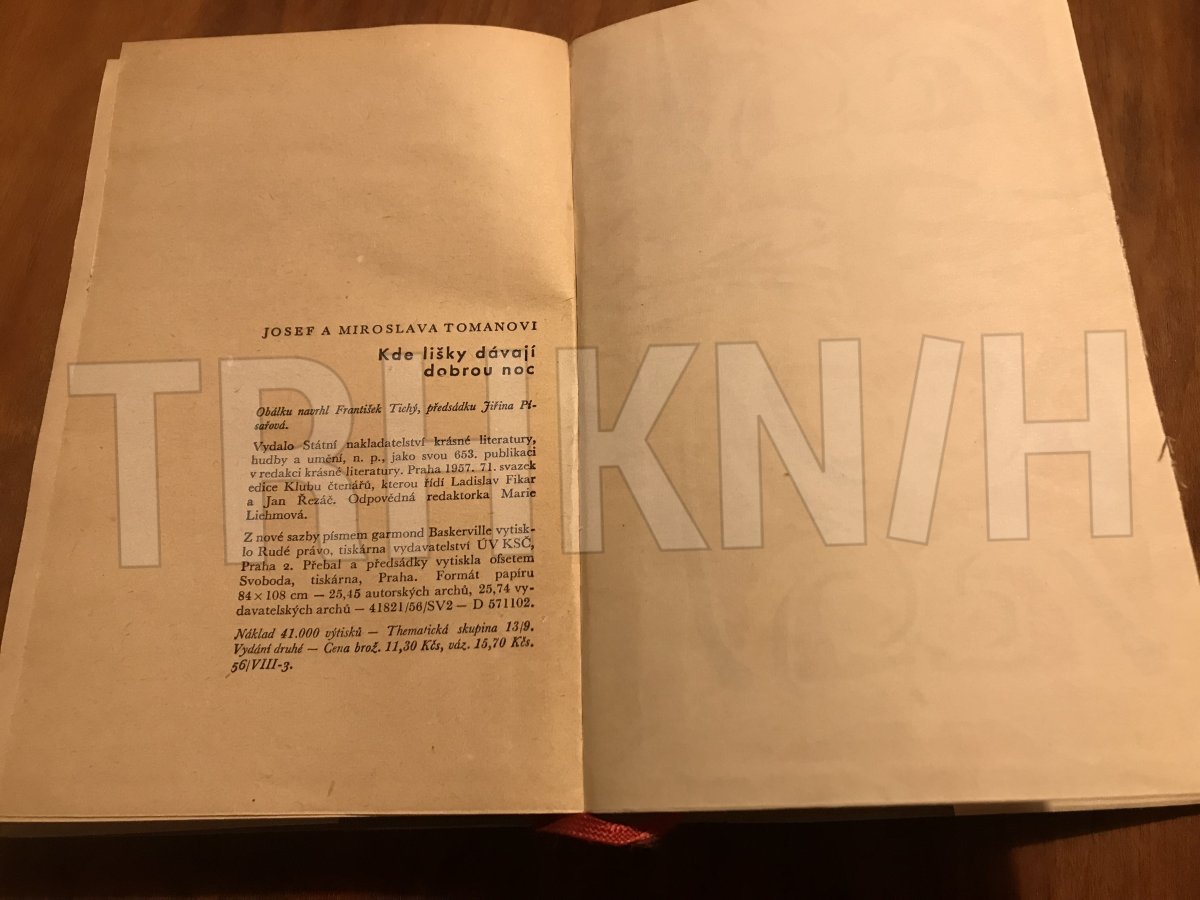 JOSEF A MIROSLAVA TOMANOVI
Kde lišky dávají
dobrou noc
Obálku navrhl František Tichý, předsádku Jiřina Pí-
sařová.
Vydalo Státní nakladatelství krásné literatury,
hudby a umění, n. p., jako svou 653. publikaci
v redakci krásné literatury. Praha 1957. 71. svazek
edice Klubu čtenářů, kterou řídí Ladislav Fikar
a Jan Řezáč. Odpovědná redaktorka Marie
Liehmová.
Z nové sazby písmem garmond Baskerville vytisk-
lo Rudé právo, tiskárna vydavatelství ÚV KSČ,
Praha 2. Přebal a předsádky vytiskla ofsetem
Svoboda, tiskárna, Praha. Formát papíru
84 × 108 cm — 25,45 autorských archů, 25,74 vy-
davatelských archů — 41821/56/SV2 — D 571102.
Náklad 41.000 výtisků — Thematická skupina 13/9.
Vydání druhé — Cena brož. 11,30 Kčs, váz. 15,70 Kčs.
56/VIII-3.
TRHKN/H